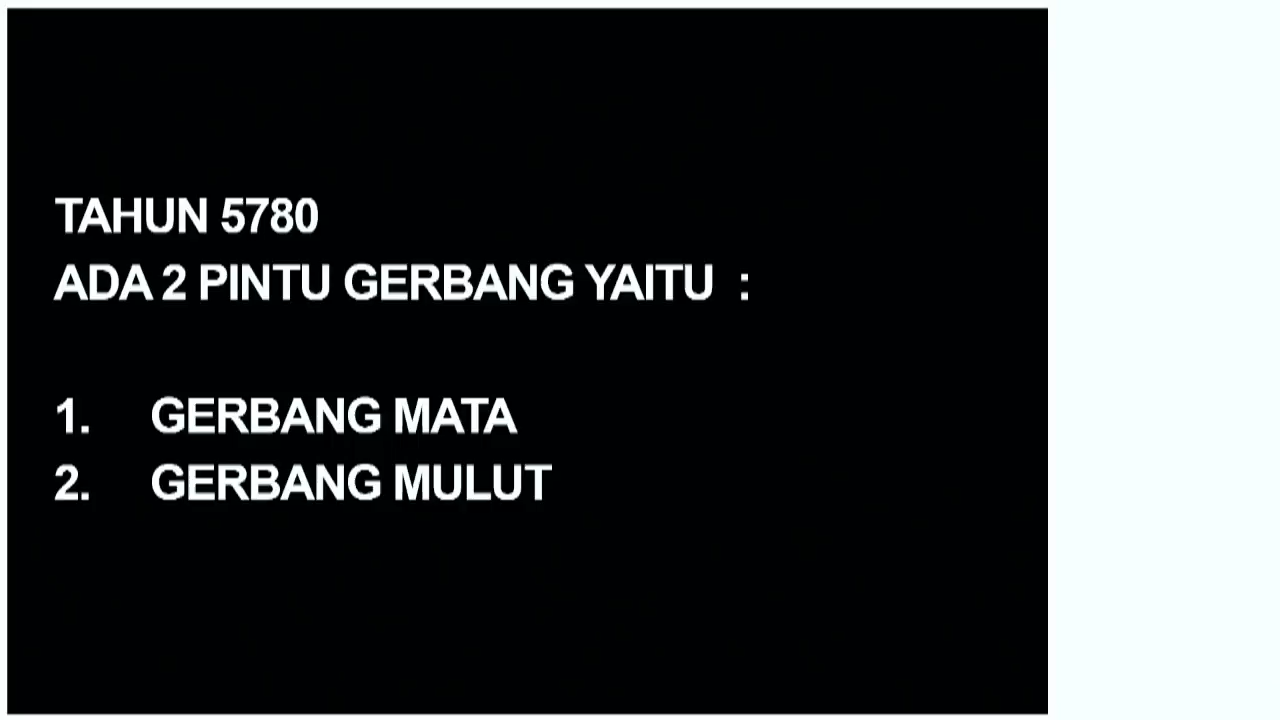 TAHUN 5780
ADA 2 PINTU GERBANG YAITU :
1. GERBANG MATA
2. GERBANG MULUT